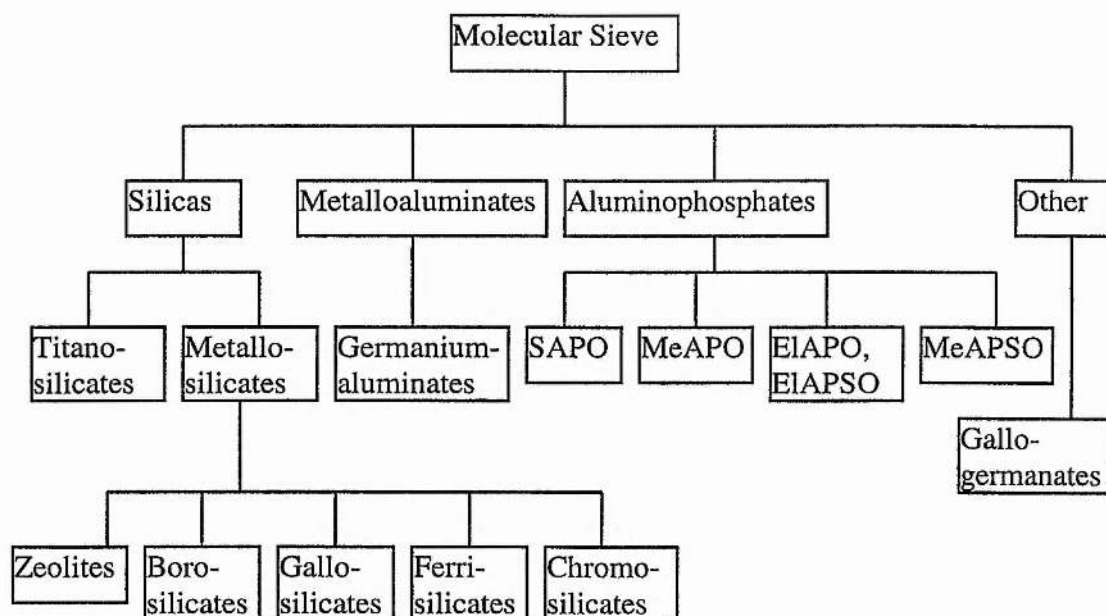 Molecular Sieve
Silicas
Metalloaluminates
Aluminophosphates
Other
Titano-
silicates
Metallo-
silicates
Germanium-
aluminates
SAPO
MeAPO
ElAPO,
ElAPSO
MeAPSO
Gallo-
germanates
Zeolites
Boro-
silicates
Gallo-
silicates
Ferri-
silicates
Chromo-
silicates